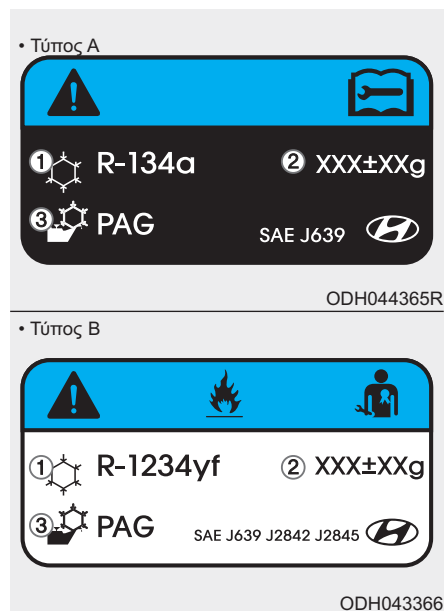 • Τύπος A
① R-134a ② XXX±XXg
③ PAG SAE J639
ODH044365R
• Τύπος B
① R-1234yf ② XXX±XXg
③ PAG SAE J639 J2842 J2845
ODH043366